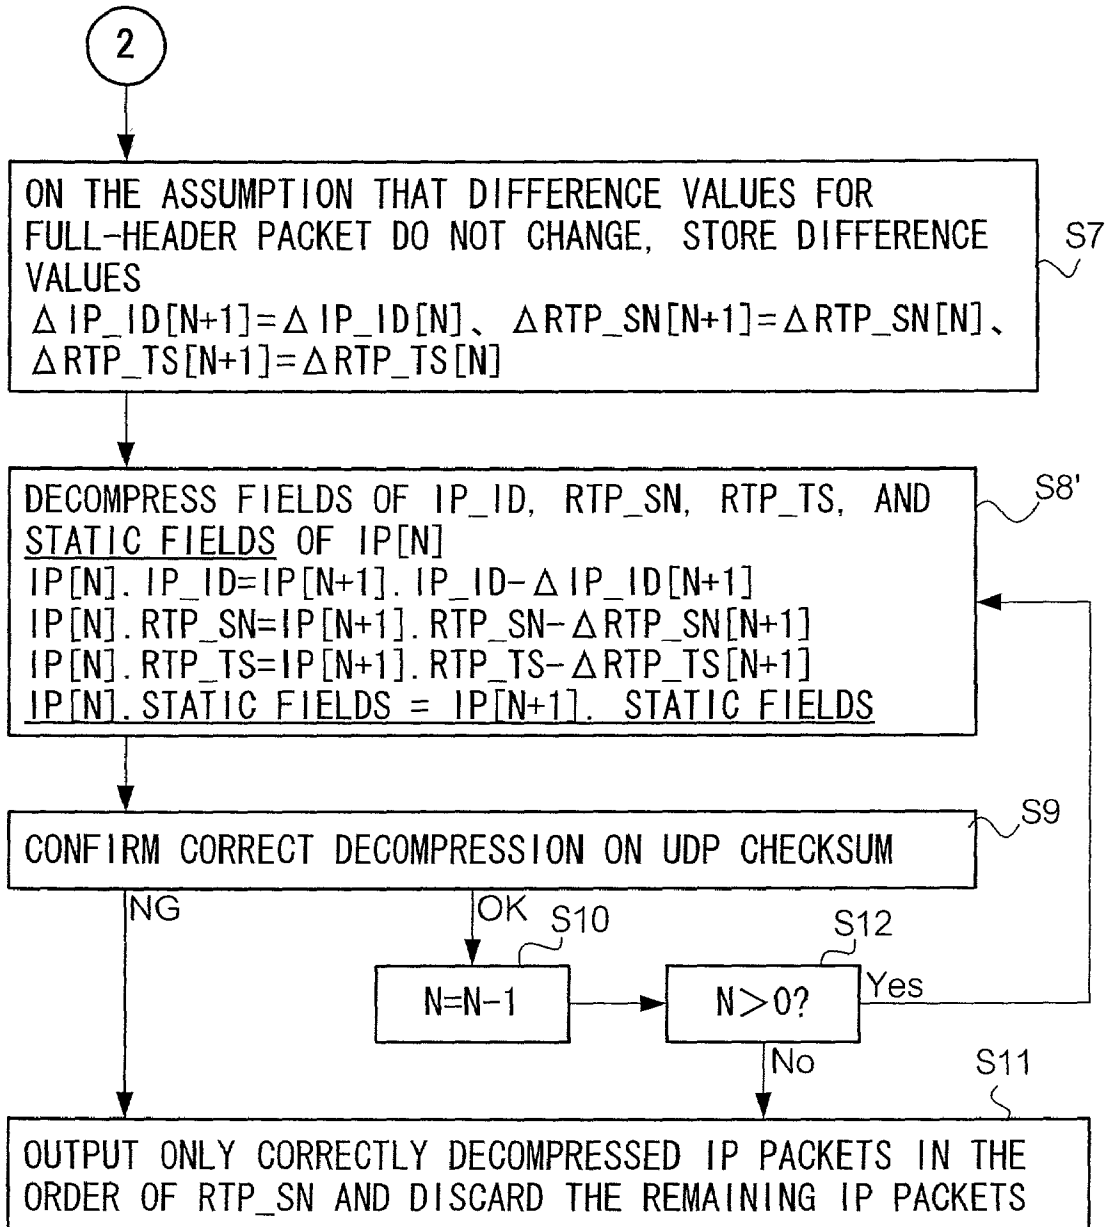 2
ON THE ASSUMPTION THAT DIFFERENCE VALUES FOR
FULL-HEADER PACKET DO NOT CHANGE, STORE DIFFERENCE
VALUES
ΔIP_ID[N+1]=ΔIP_ID[N]、 ΔRTP_SN[N+1]=ΔRTP_SN[N]、
ΔRTP_TS[N+1]=ΔRTP_TS[N]
S7
DECOMPRESS FIELDS OF IP_ID, RTP_SN, RTP_TS, AND
STATIC FIELDS OF IP[N]
IP[N].IP_ID=IP[N+1].IP_ID-ΔIP_ID[N+1]
IP[N].RTP_SN=IP[N+1].RTP_SN-ΔRTP_SN[N+1]
IP[N].RTP_TS=IP[N+1].RTP_TS-ΔRTP_TS[N+1]
IP[N].STATIC FIELDS = IP[N+1]. STATIC FIELDS
S8'
CONFIRM CORRECT DECOMPRESSION ON UDP CHECKSUM
S9
NG
OK
S10
N=N-1
S12
N>0?
Yes
No
S11
OUTPUT ONLY CORRECTLY DECOMPRESSED IP PACKETS IN THE
ORDER OF RTP_SN AND DISCARD THE REMAINING IP PACKETS